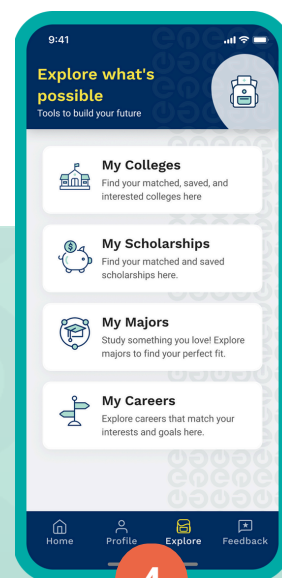 9:41
Explore what's
possible
Tools to build your future
My Colleges
Find your matched, saved, and
interested colleges here
My Scholarships
Find your matched and saved
scholarships here.
My Majors
Study something you love! Explore
majors to find your perfect fit.
My Careers
Explore careers that match your
interests and goals here.
Home Profile Explore Feedback
4